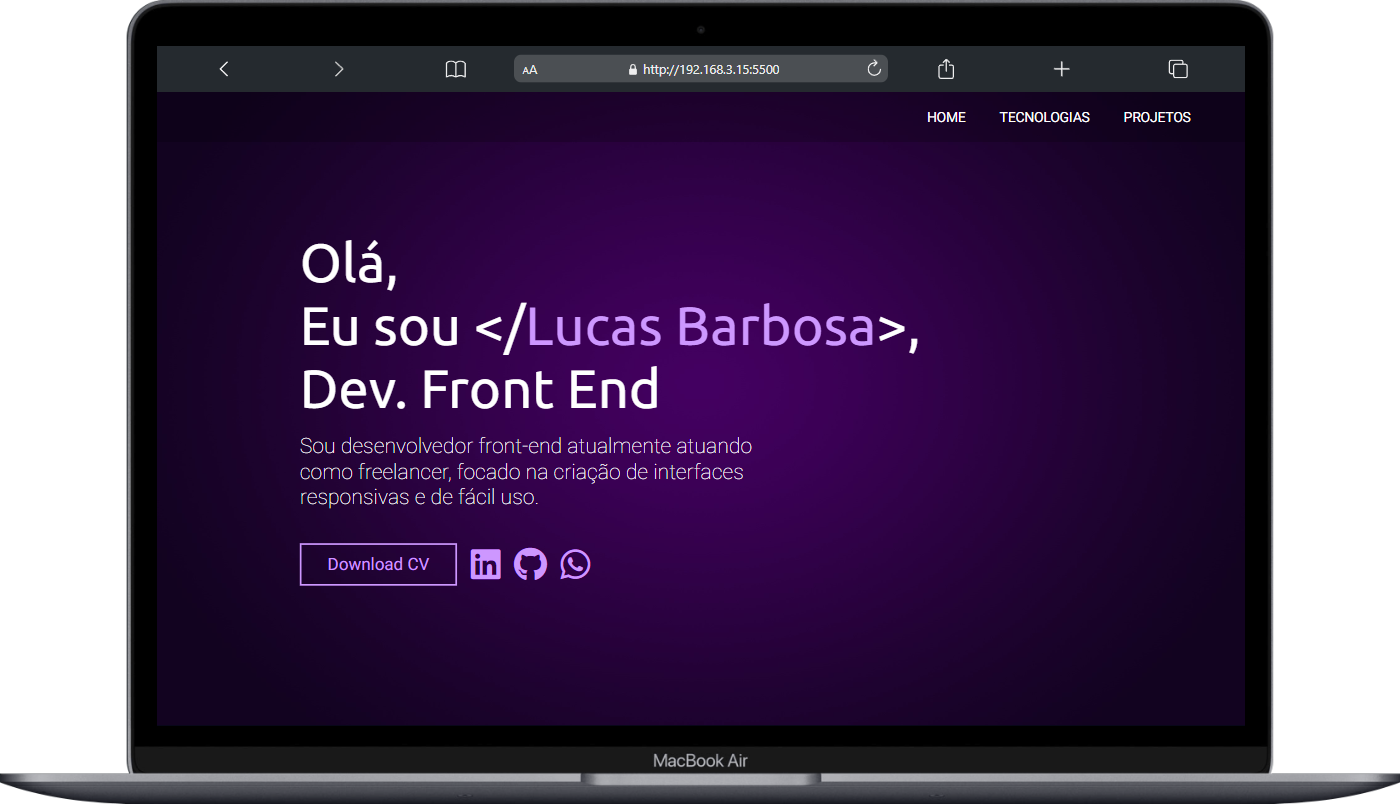 AA
http://192.168.3.15:5500
HOME TECNOLOGIAS PROJETOS
Olá,
Eu sou </Lucas Barbosa>,
Dev. Front End
Sou desenvolvedor front-end atualmente atuando
como freelancer, focado na criação de interfaces
responsivas e de fácil uso.
Download CV in
MacBook Air